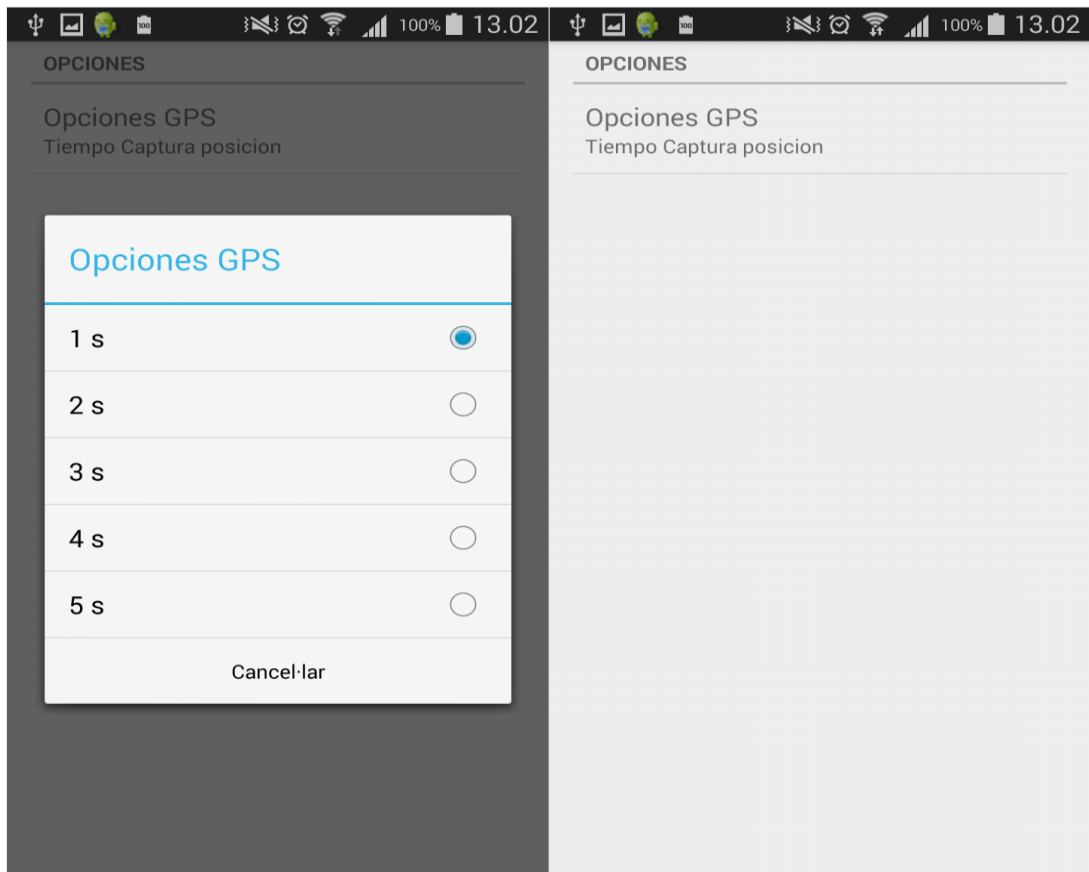 100% 13.02
OPCIONES
Opciones GPS
Tiempo Captura posicion
Opciones GPS
1 s
2 s
3 s
4 s
5 s
Cancel·lar
100% 13.02
OPCIONES
Opciones GPS
Tiempo Captura posicion